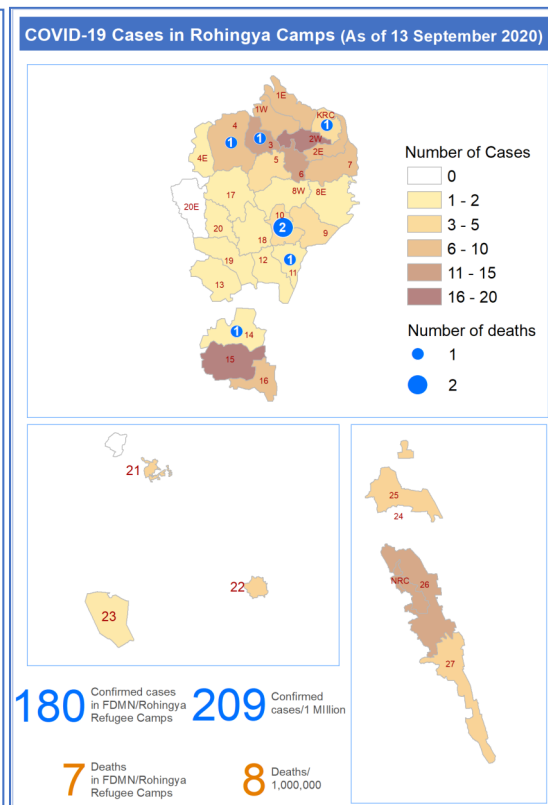 COVID-19 Cases in Rohingya Camps (As of 13 September 2020)
1E
1W
KRC
1
4
1
1
3
2W
2E
4E
5
7
6
17
8W
8E
20E
10
2
20
9
18
19
12
1
11
13
1
14
15
16
Number of Cases
0
1 - 2
3 - 5
6 - 10
11 - 15
16 - 20
Number of deaths
1
2
21
22
23
25
24
NRC
26
27
180
Confirmed cases
in FDMN/Rohingya
Refugee Camps
209
Confirmed
cases/1 Million
7
Deaths
in FDMN/Rohingya
Refugee Camps
8
Deaths/
1,000,000